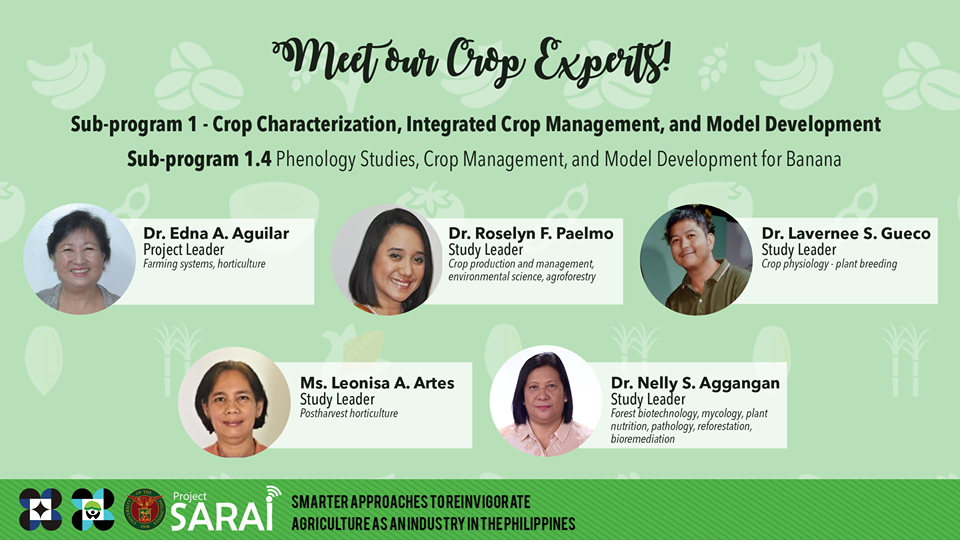 Meet our Crop Experts!
Sub-program 1 - Crop Characterization, Integrated Crop Management, and Model Development
Sub-program 1.4 Phenology Studies, Crop Management, and Model Development for Banana
Dr. Edna A. Aguilar
Project Leader
Farming systems, horticulture
Dr. Roselyn F. Paelmo
Study Leader
Crop production and management,
environmental science, agroforestry
Dr. Lavernee S. Gueco
Study Leader
Crop physiology - plant breeding
Ms. Leonisa A. Artes
Study Leader
Postharvest horticulture
Dr. Nelly S. Aggangan
Study Leader
Forest biotechnology, mycology, plant
nutrition, pathology, reforestation,
bioremediation
Project
SARAI
SMARTER APPROACHES TO REINVIGORATE
AGRICULTURE AS AN INDUSTRY IN THE PHILIPPINES